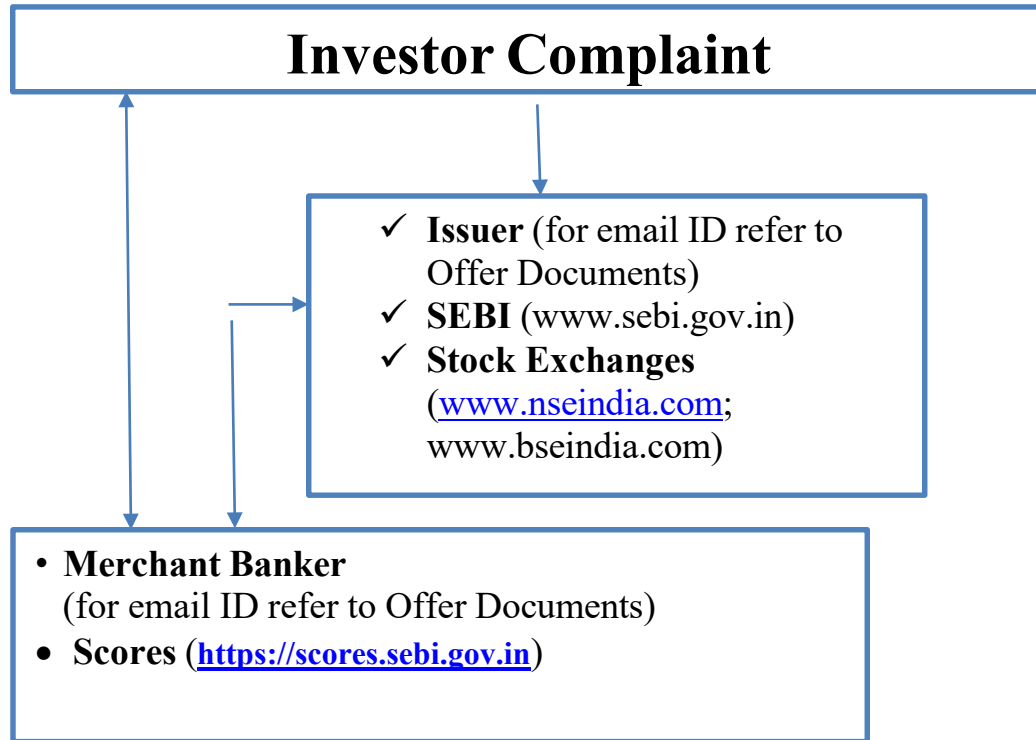 Investor Complaint
✓ Issuer (for email ID refer to
Offer Documents)
✓ SEBI (www.sebi.gov.in)
✓ Stock Exchanges
(www.nseindia.com;
www.bseindia.com)
• Merchant Banker
(for email ID refer to Offer Documents)
• Scores (https://scores.sebi.gov.in)